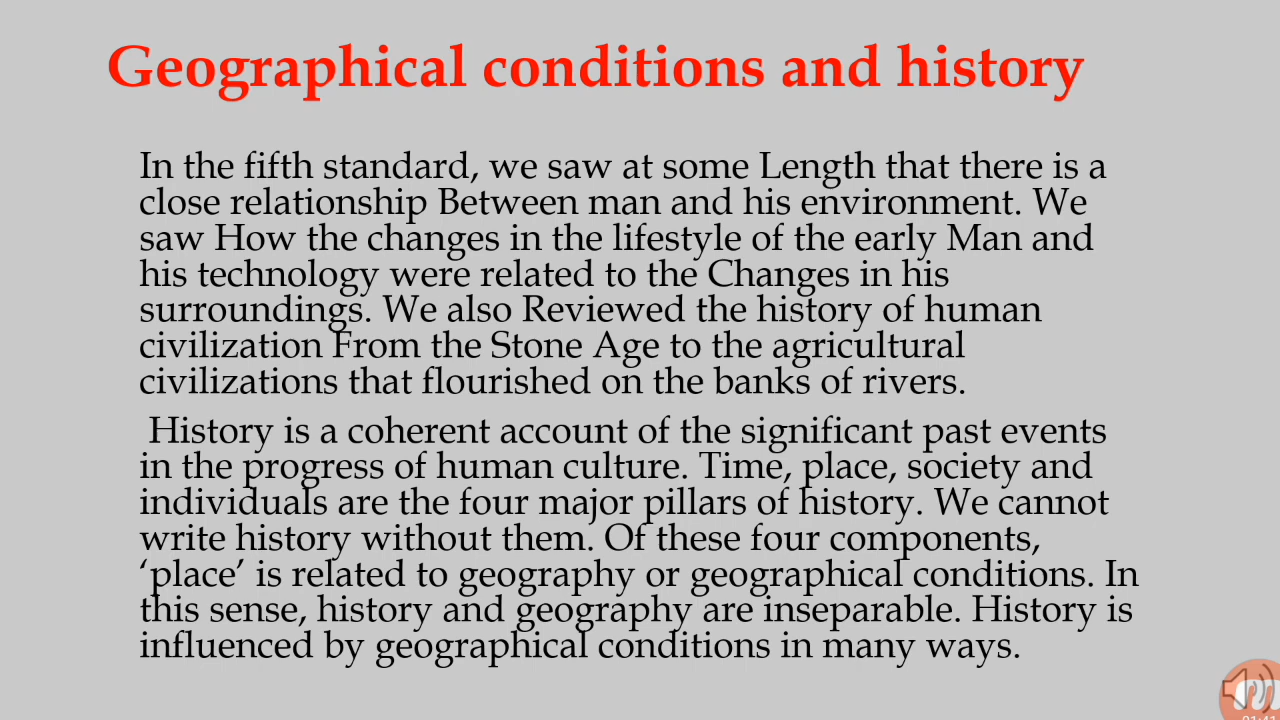 Geographical conditions and history
In the fifth standard, we saw at some Length that there is a
close relationship Between man and his environment. We
saw How the changes in the lifestyle of the early Man and
his technology were related to the Changes in his
surroundings. We also Reviewed the history of human
civilization From the Stone Age to the agricultural
civilizations that flourished on the banks of rivers.
History is a coherent account of the significant past events
in the progress of human culture. Time, place, society and
individuals are the four major pillars of history. We cannot
write history without them. Of these four components,
‘place’ is related to geography or geographical conditions. In
this sense, history and geography are inseparable. History is
influenced by geographical conditions in many ways.